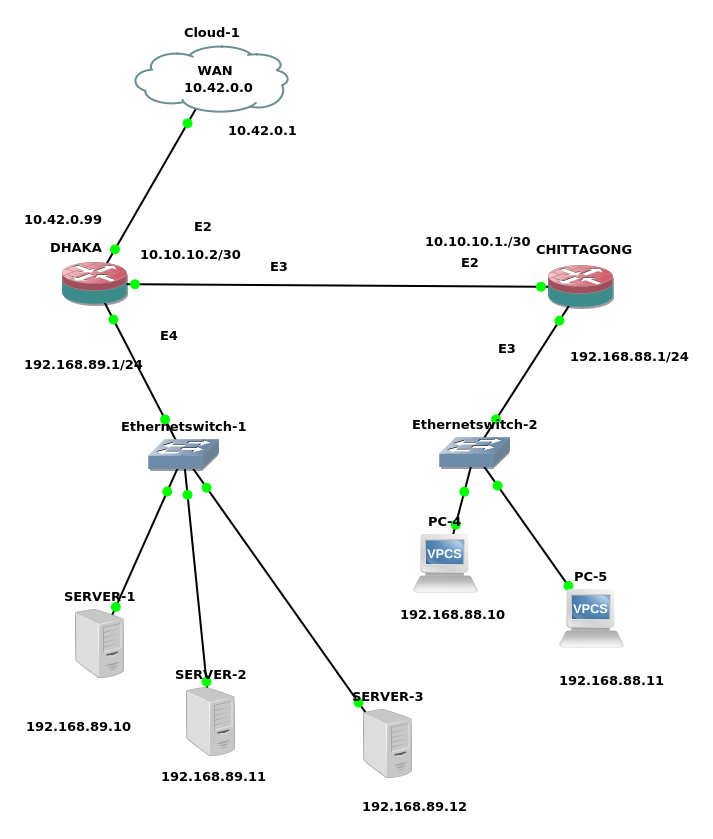 Cloud-1
WAN
10.42.0.0
10.42.0.1
10.42.0.99
E2
DHAKA
10.10.10.2/30
E3
10.10.10.1./30
E2
CHITTAGONG
E4
192.168.89.1/24
E3
192.168.88.1/24
Ethernetswitch-1
Ethernetswitch-2
PC-4
VPCS
192.168.88.10
PC-5
VPCS
192.168.88.11
SERVER-1
192.168.89.10
SERVER-2
192.168.89.11
SERVER-3
192.168.89.12